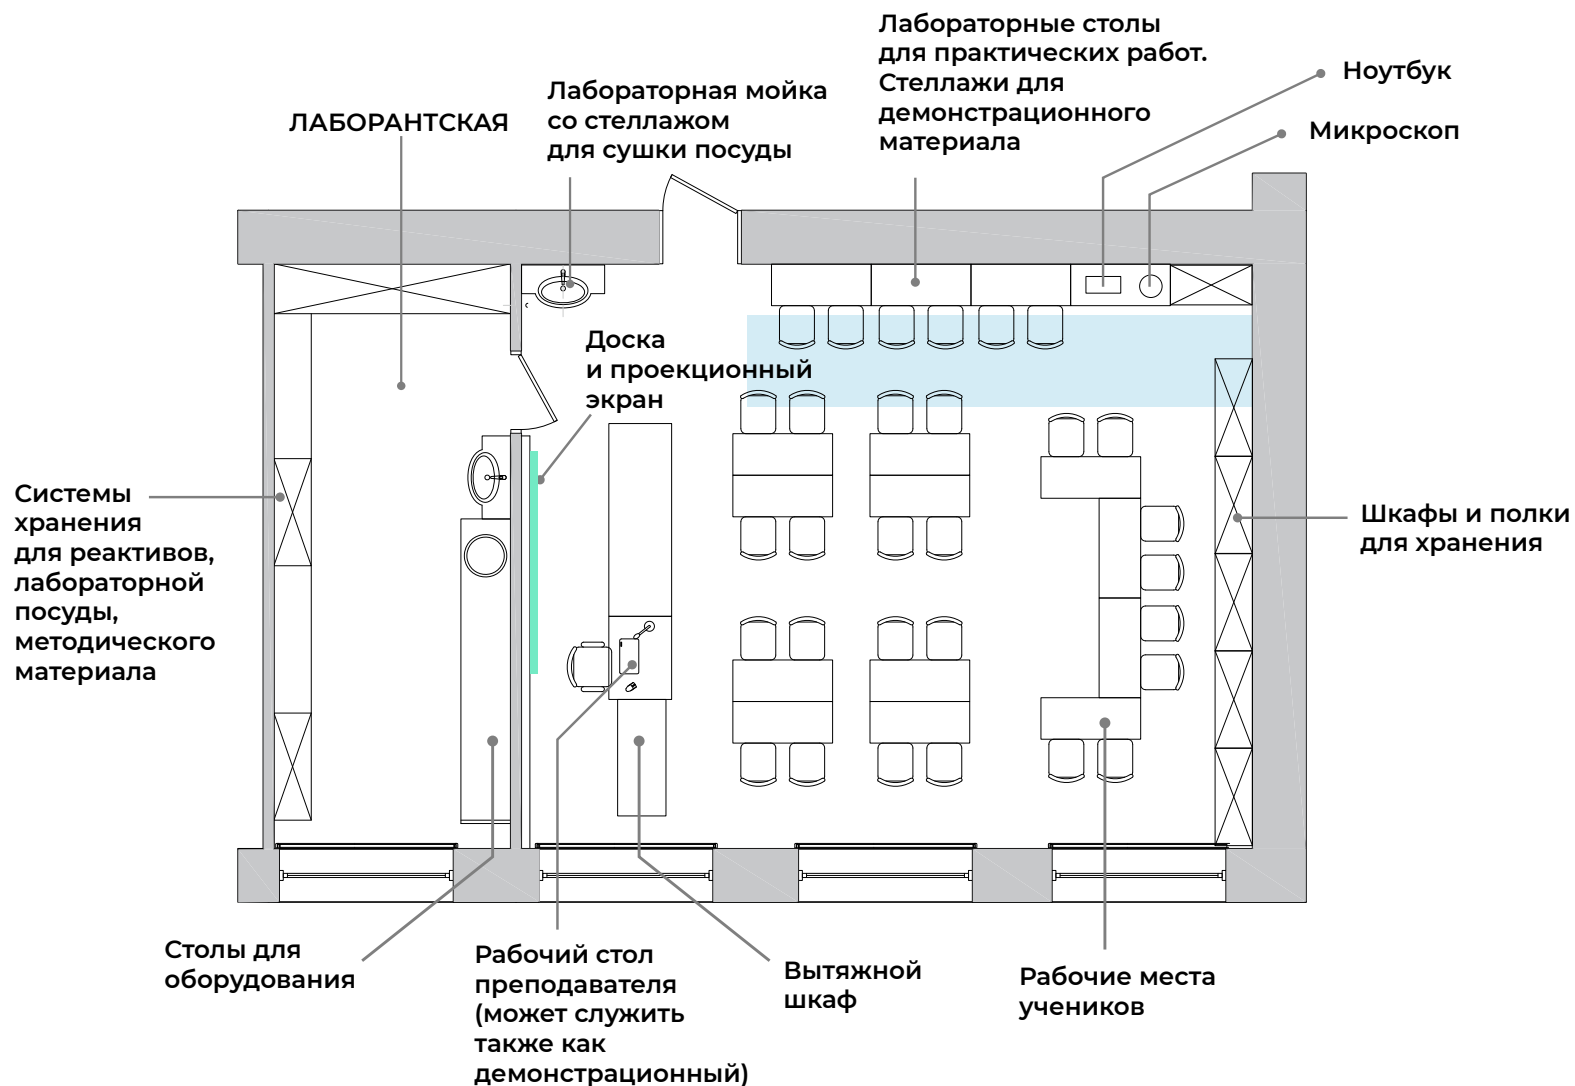 Лабораторные столы
для практических работ.
Стеллажи для
демонстрационного
материала
Ноутбук
Микроскоп
Лабораторная мойка
со стеллажом
для сушки посуды
ЛАБОРАНТСКАЯ
Доска
и проекционный
экран
Системы
хранения
для реактивов,
лабораторной
посуды,
методического
материала
Шкафы и полки
для хранения
Столы для
оборудования
Рабочий стол
преподавателя
(может служить
также как
демонстрационный)
Вытяжной
шкаф
Рабочие места
учеников